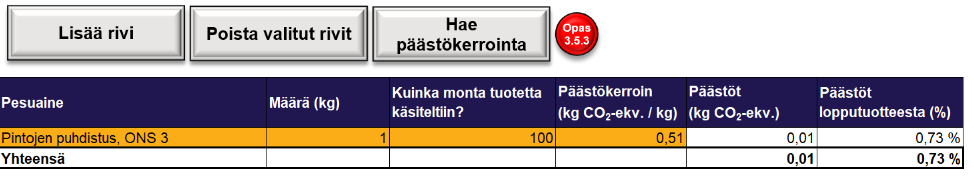 Lisää rivi
Poista valitut rivit
Hae
päästökerrointa
Opas
3.5.3
Pesuaine
Määrä (kg)
Kuinka monta tuotetta
käsiteltiin?
Päästökerroin
(kg CO₂-ekv. / kg)
Päästöt
(kg CO₂-ekv.)
Päästöt
lopputuotteesta (%)
Pintojen puhdistus, ONS 3 1 100 0,51 0,01 0,73 %
Yhteensä 0,01 0,73 %